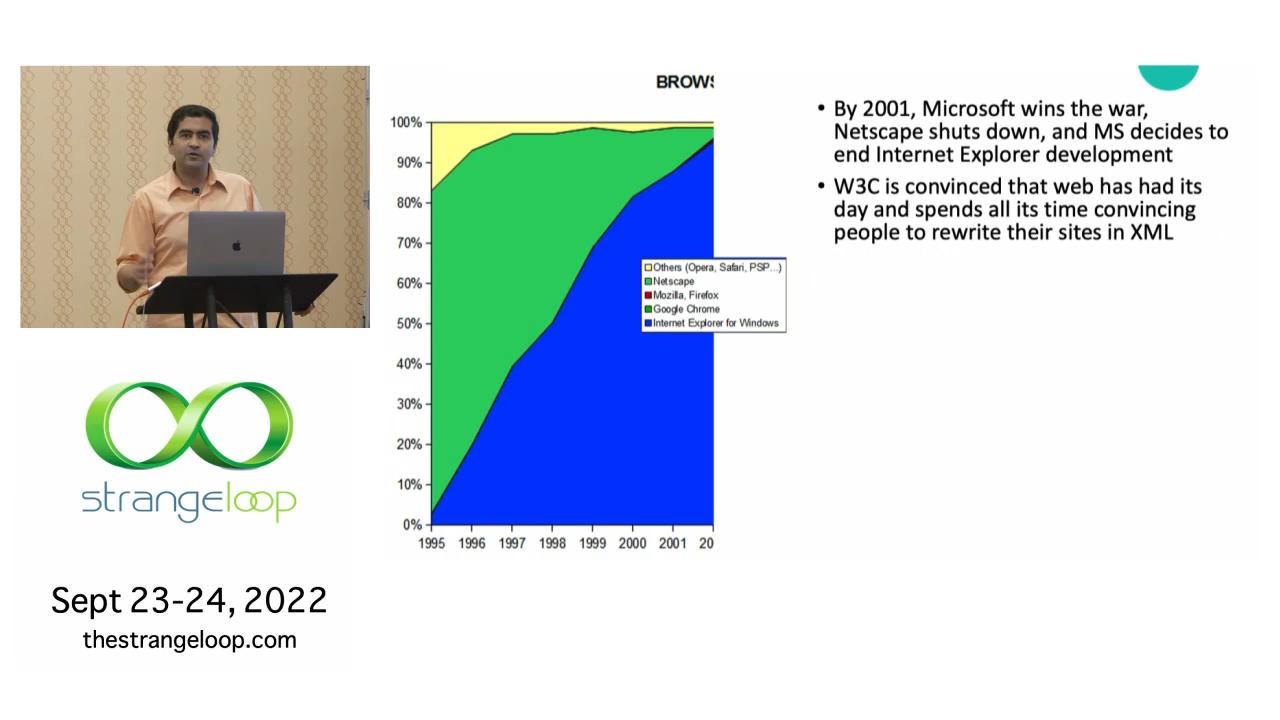 BROWS
100%
90%
80%
70%
60%
50%
40%
30%
20%
10%
0%
1995 1996 1997 1998 1999 2000 2001 20
Others (Opera, Safari, PSP...)
Netscape
Mozilla, Firefox
Google Chrome
Internet Explorer for Windows
• By 2001, Microsoft wins the war,
Netscape shuts down, and MS decides to
end Internet Explorer development
• W3C is convinced that web has had its
day and spends all its time convincing
people to rewrite their sites in XML
strangeloop
Sept 23-24, 2022
thestrangeloop.com